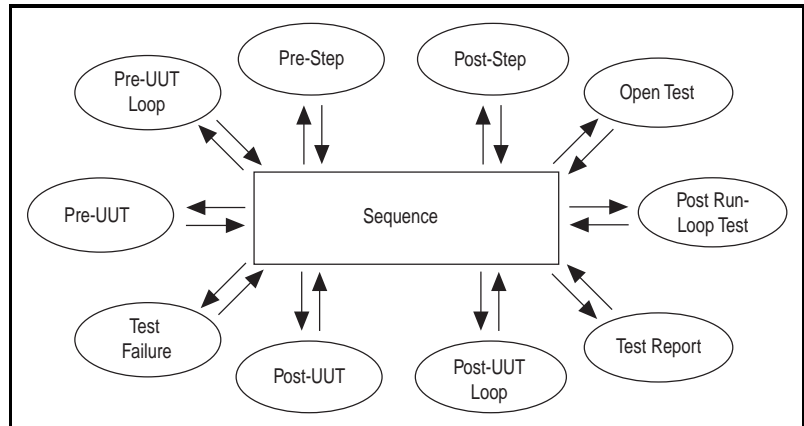 Pre-Step
Post-Step
Pre-UUT
Loop
Open Test
Pre-UUT
Sequence
Post Run-
Loop Test
Test
Failure
Post-UUT
Post-UUT
Loop
Test Report